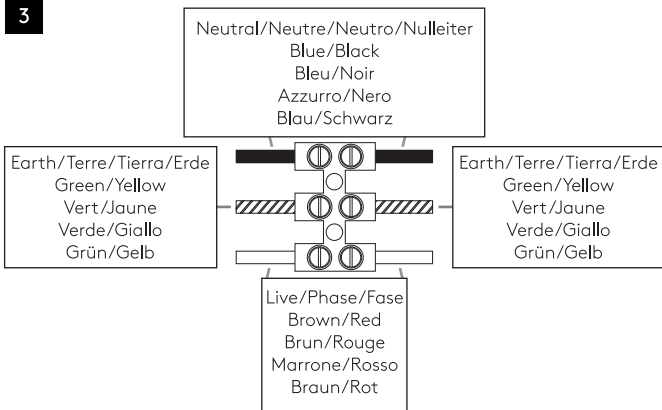 3
Neutral/Neutre/Neutro/Nulleiter
Blue/Black
Bleu/Noir
Azzurro/Nero
Blau/Schwarz
Earth/Terre/Tierra/Erde
Green/Yellow
Vert/Jaune
Verde/Giallo
Grün/Gelb
Earth/Terre/Tierra/Erde
Green/Yellow
Vert/Jaune
Verde/Giallo
Grün/Gelb
Live/Phase/Fase
Brown/Red
Brun/Rouge
Marrone/Rosso
Braun/Rot